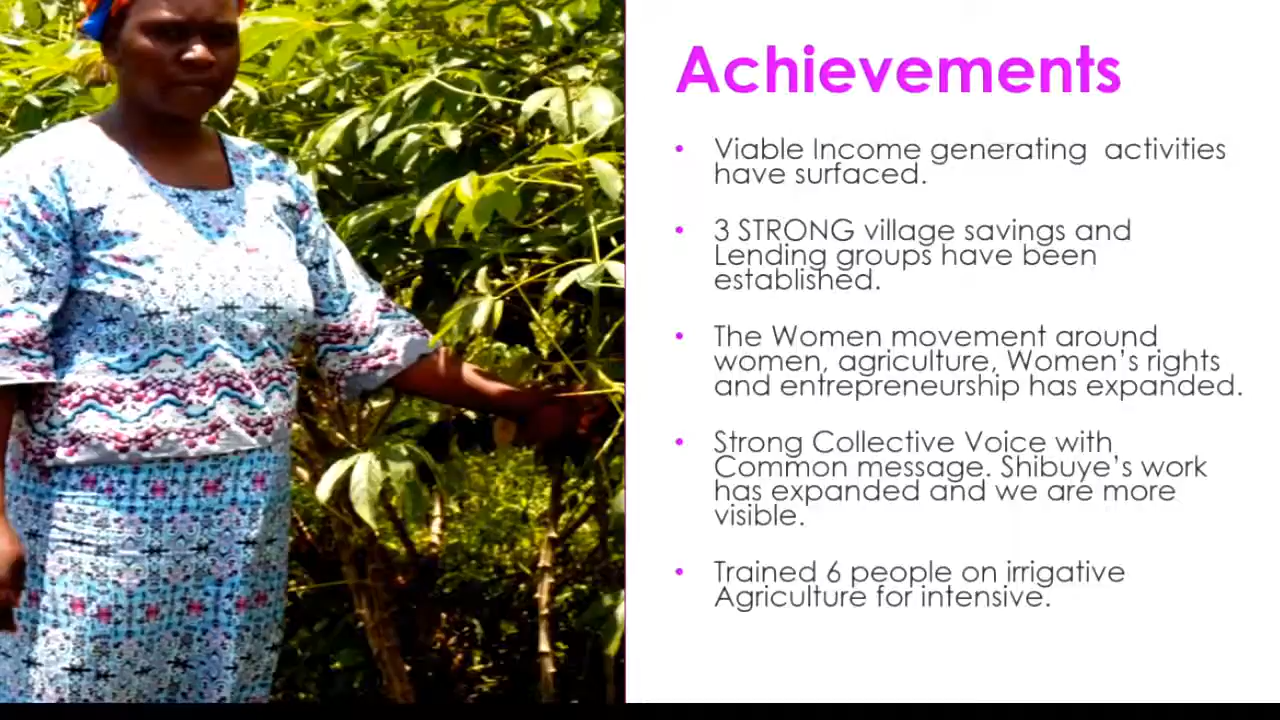 Achievements
• Viable Income generating  activities
have surfaced.
• 3 STRONG village savings and
Lending groups have been
established.
• The Women movement around
women, agriculture, Women’s rights
and entrepreneurship has expanded.
• Strong Collective Voice with
Common message. Shibuye’s work
has expanded and we are more
visible.
• Trained 6 people on irrigative
Agriculture for intensive.